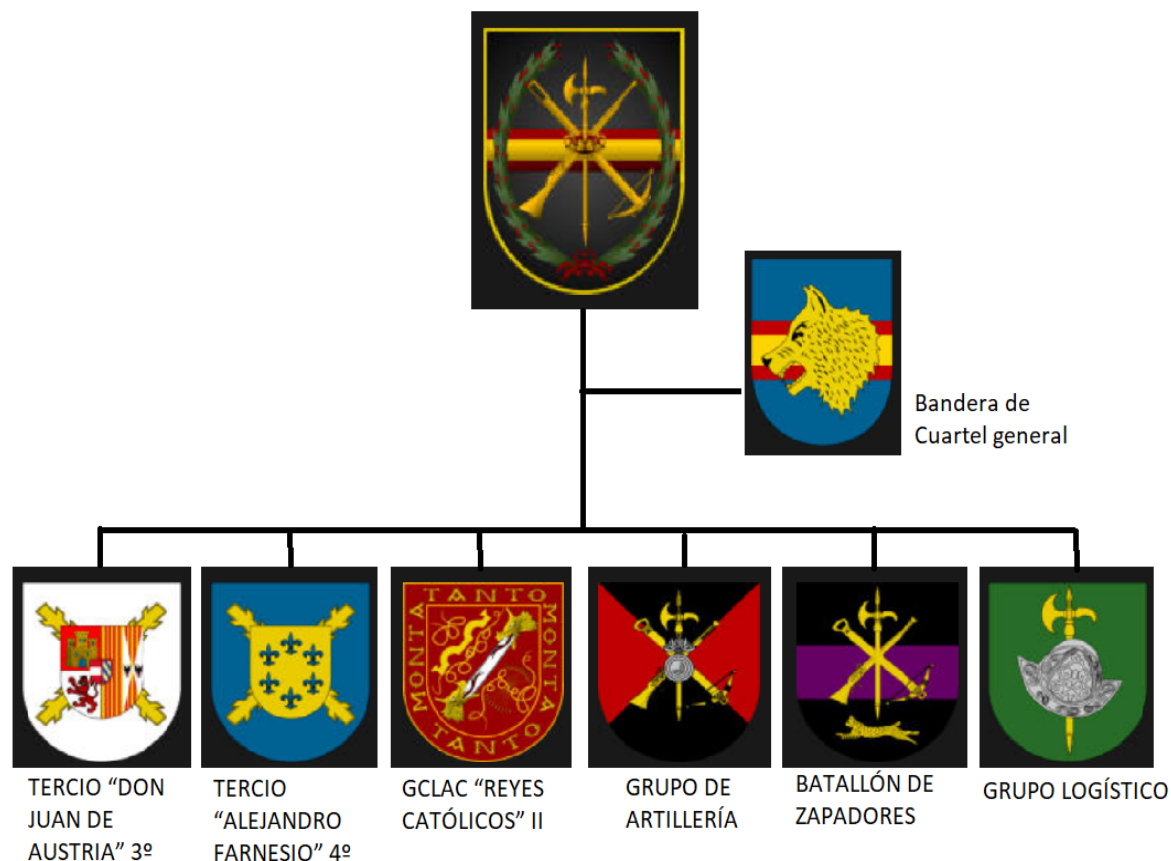 Bandera de
Cuartel general
MONTA TANTO MONTA
TANTO
TERCIO “DON
JUAN DE
AUSTRIA” 3º
TERCIO
“ALEJANDRO
FARNESIO” 4º
GCLAC “REYES
CATÓLICOS” II
GRUPO DE
ARTILLERÍA
BATALLÓN DE
ZAPADORES
GRUPO LOGÍSTICO